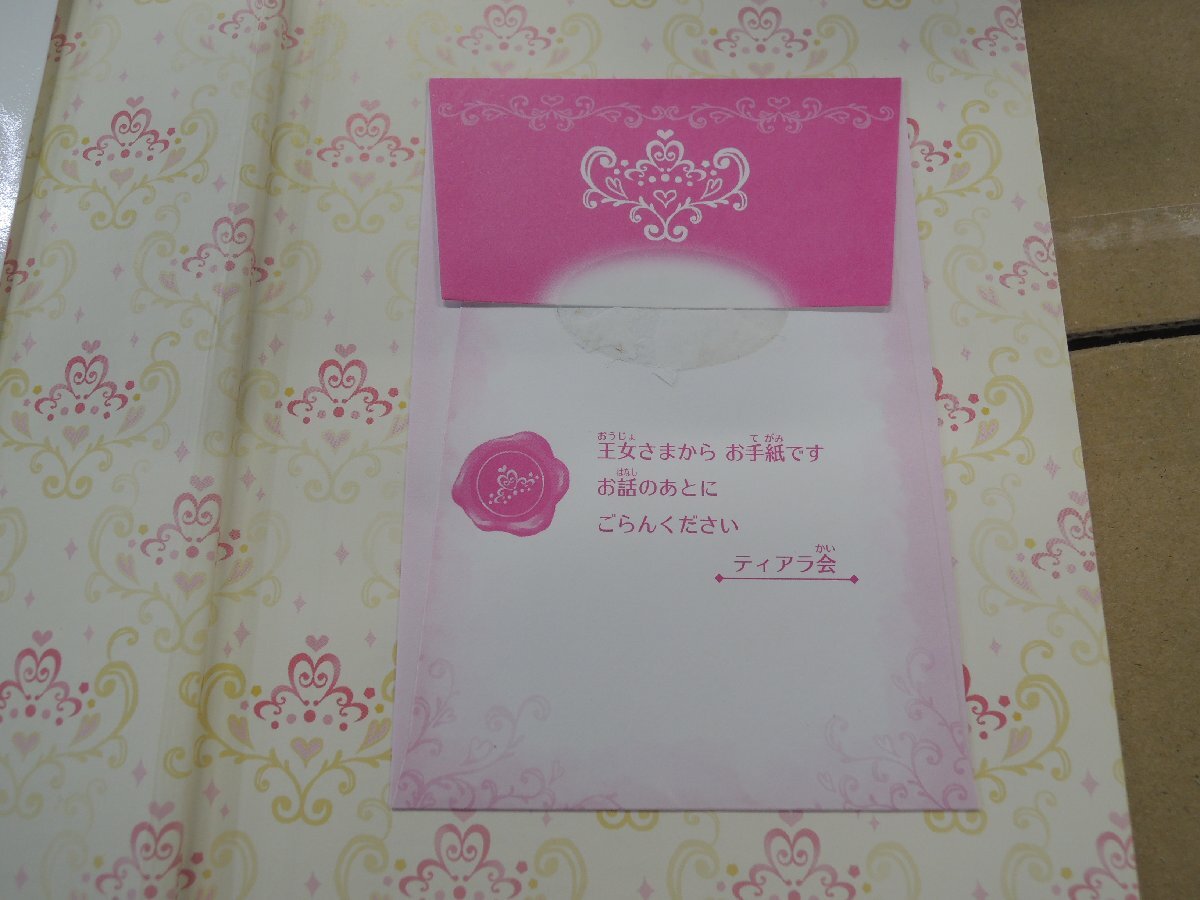 王女さまから お手紙です
お話のあとに
ごらんください
ティアラ会